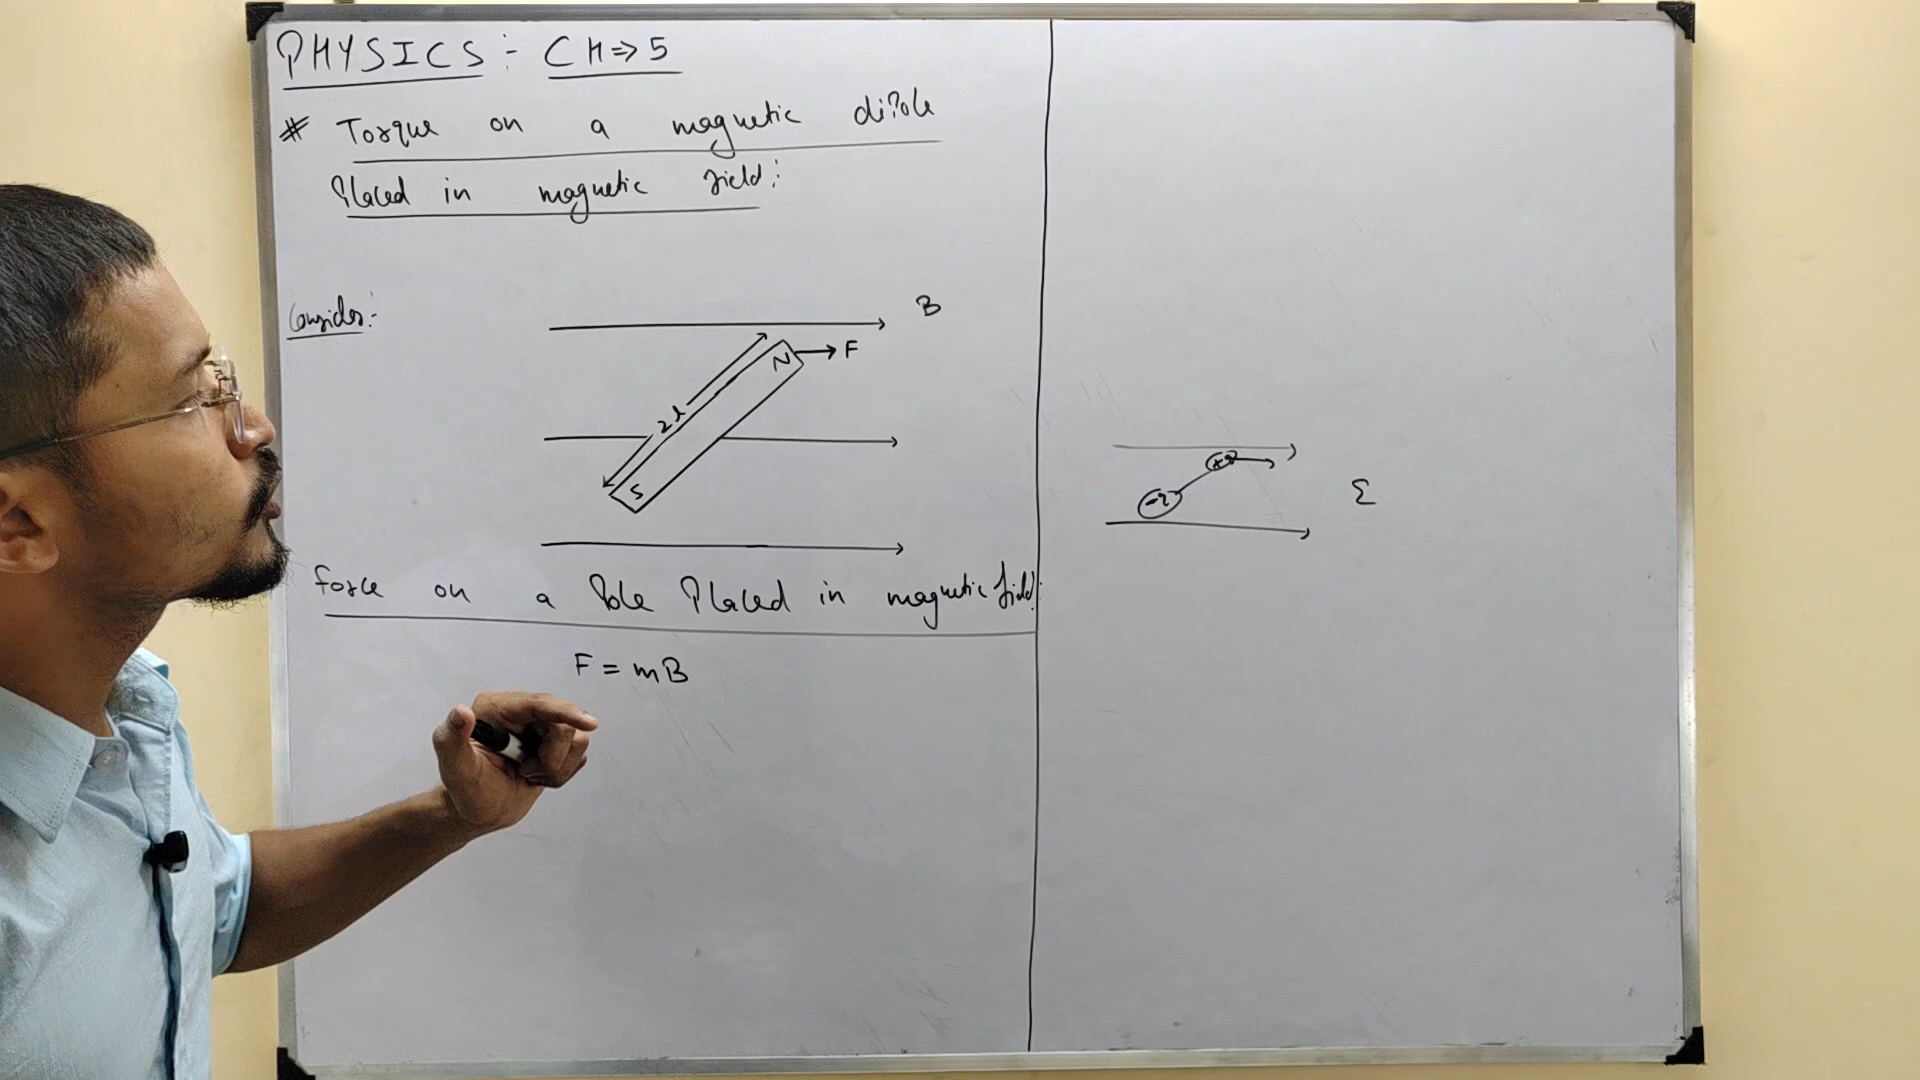 PHYSICS :- CH⇒5
# Torque on a magnetic dipole
Placed in magnetic field:
Consider:-
B
F
N
2l
S
+q
-q
E
force on a Pole Placed in magnetic field:
F = mB